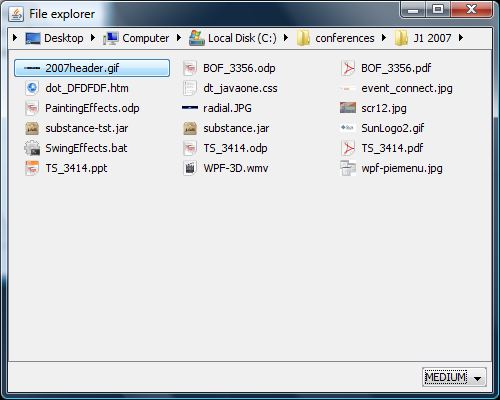 File explorer
Desktop Computer Local Disk (C:) conferences J1 2007
2007header.gif BOF_3356.odp BOF_3356.pdf
dot_DFDFDF.htm dt_javaone.css event_connect.jpg
PaintingEffects.odp radial.JPG scr12.jpg
substance-tst.jar substance.jar SunLogo2.gif
SwingEffects.bat TS_3414.odp TS_3414.pdf
TS_3414.ppt WPF-3D.wmv wpf-piemenu.jpg
MEDIUM